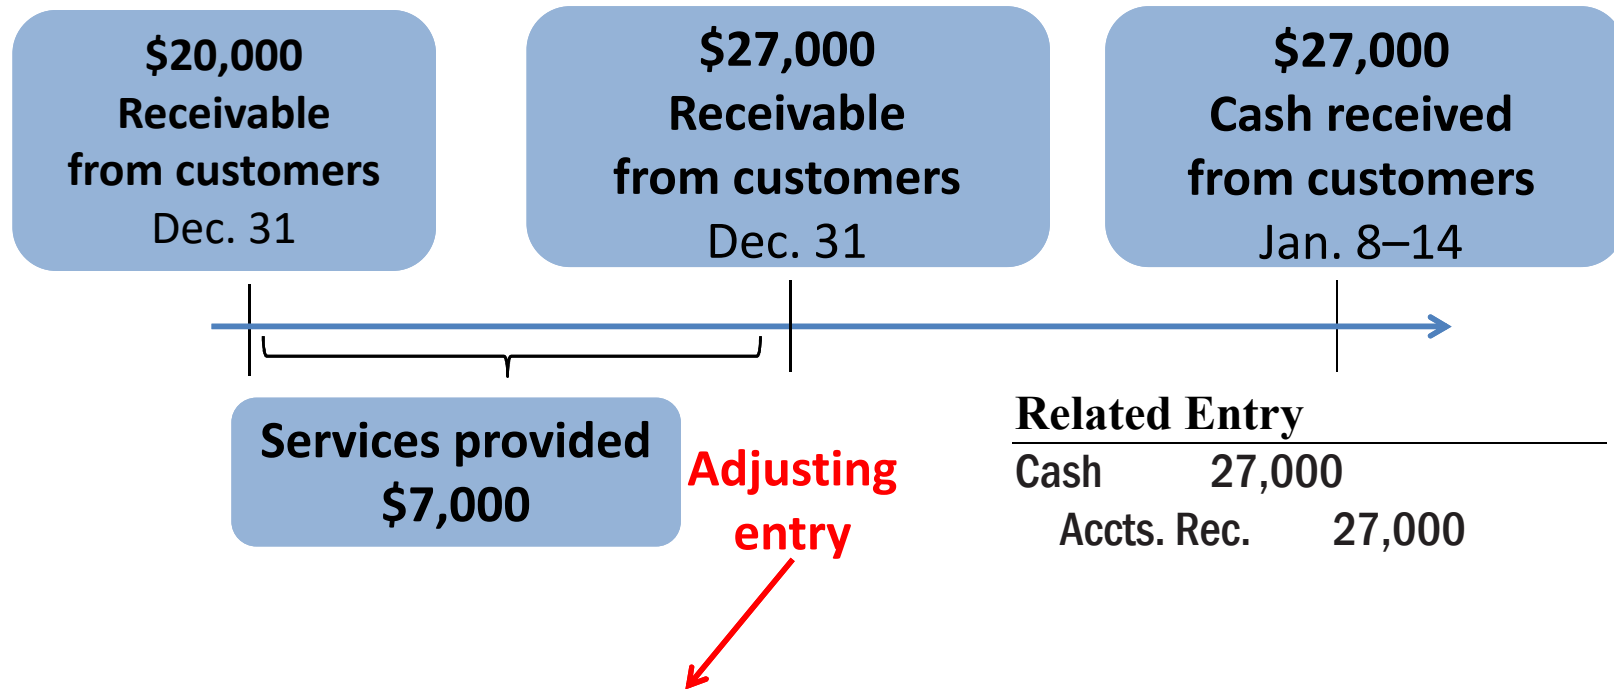 $20,000
Receivable
from customers
Dec. 31
$27,000
Receivable
from customers
Dec. 31
$27,000
Cash received
from customers
Jan. 8–14
Services provided
$7,000
Adjusting
entry
Related Entry
Cash 27,000
Accts. Rec. 27,000